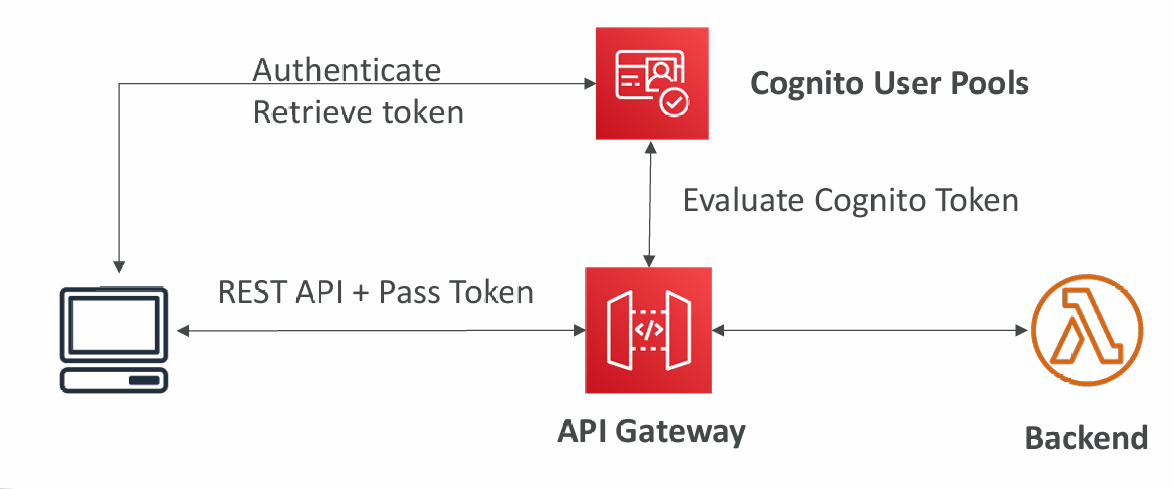 Authenticate
Retrieve token
Cognito User Pools
Evaluate Cognito Token
REST API + Pass Token
</>
API Gateway
Backend